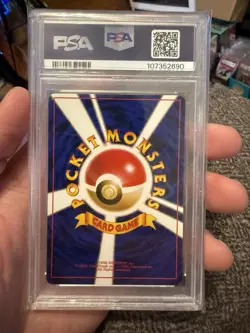 PSA
PSA
107352690
POCKET MONSTERS
CARD GAME